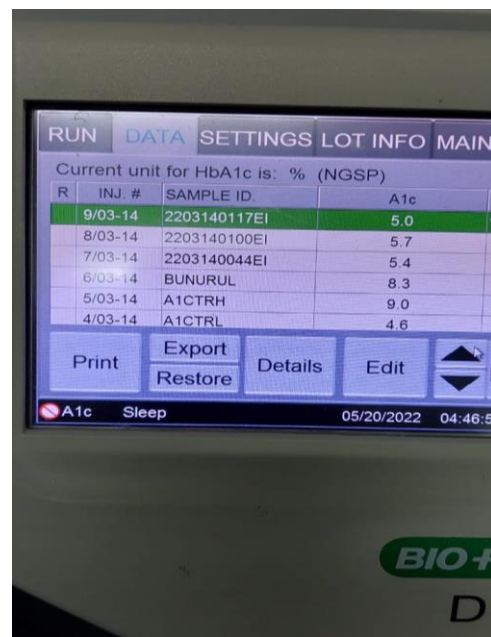 RUN DATA SETTINGS LOT INFO MAIN
Current unit for HbA1c is: % (NGSP)
R INJ. # SAMPLE ID. A1c
9/03-14 2203140117EI 5.0
8/03-14 2203140100EI 5.7
7/03-14 2203140044EI 5.4
6/03-14 BUNURUL 8.3
5/03-14 A1CTRH 9.0
4/03-14 A1CTRL 4.6
Print Export Details Edit
Restore
A1c Sleep 05/20/2022 04:46:5
BIO
D